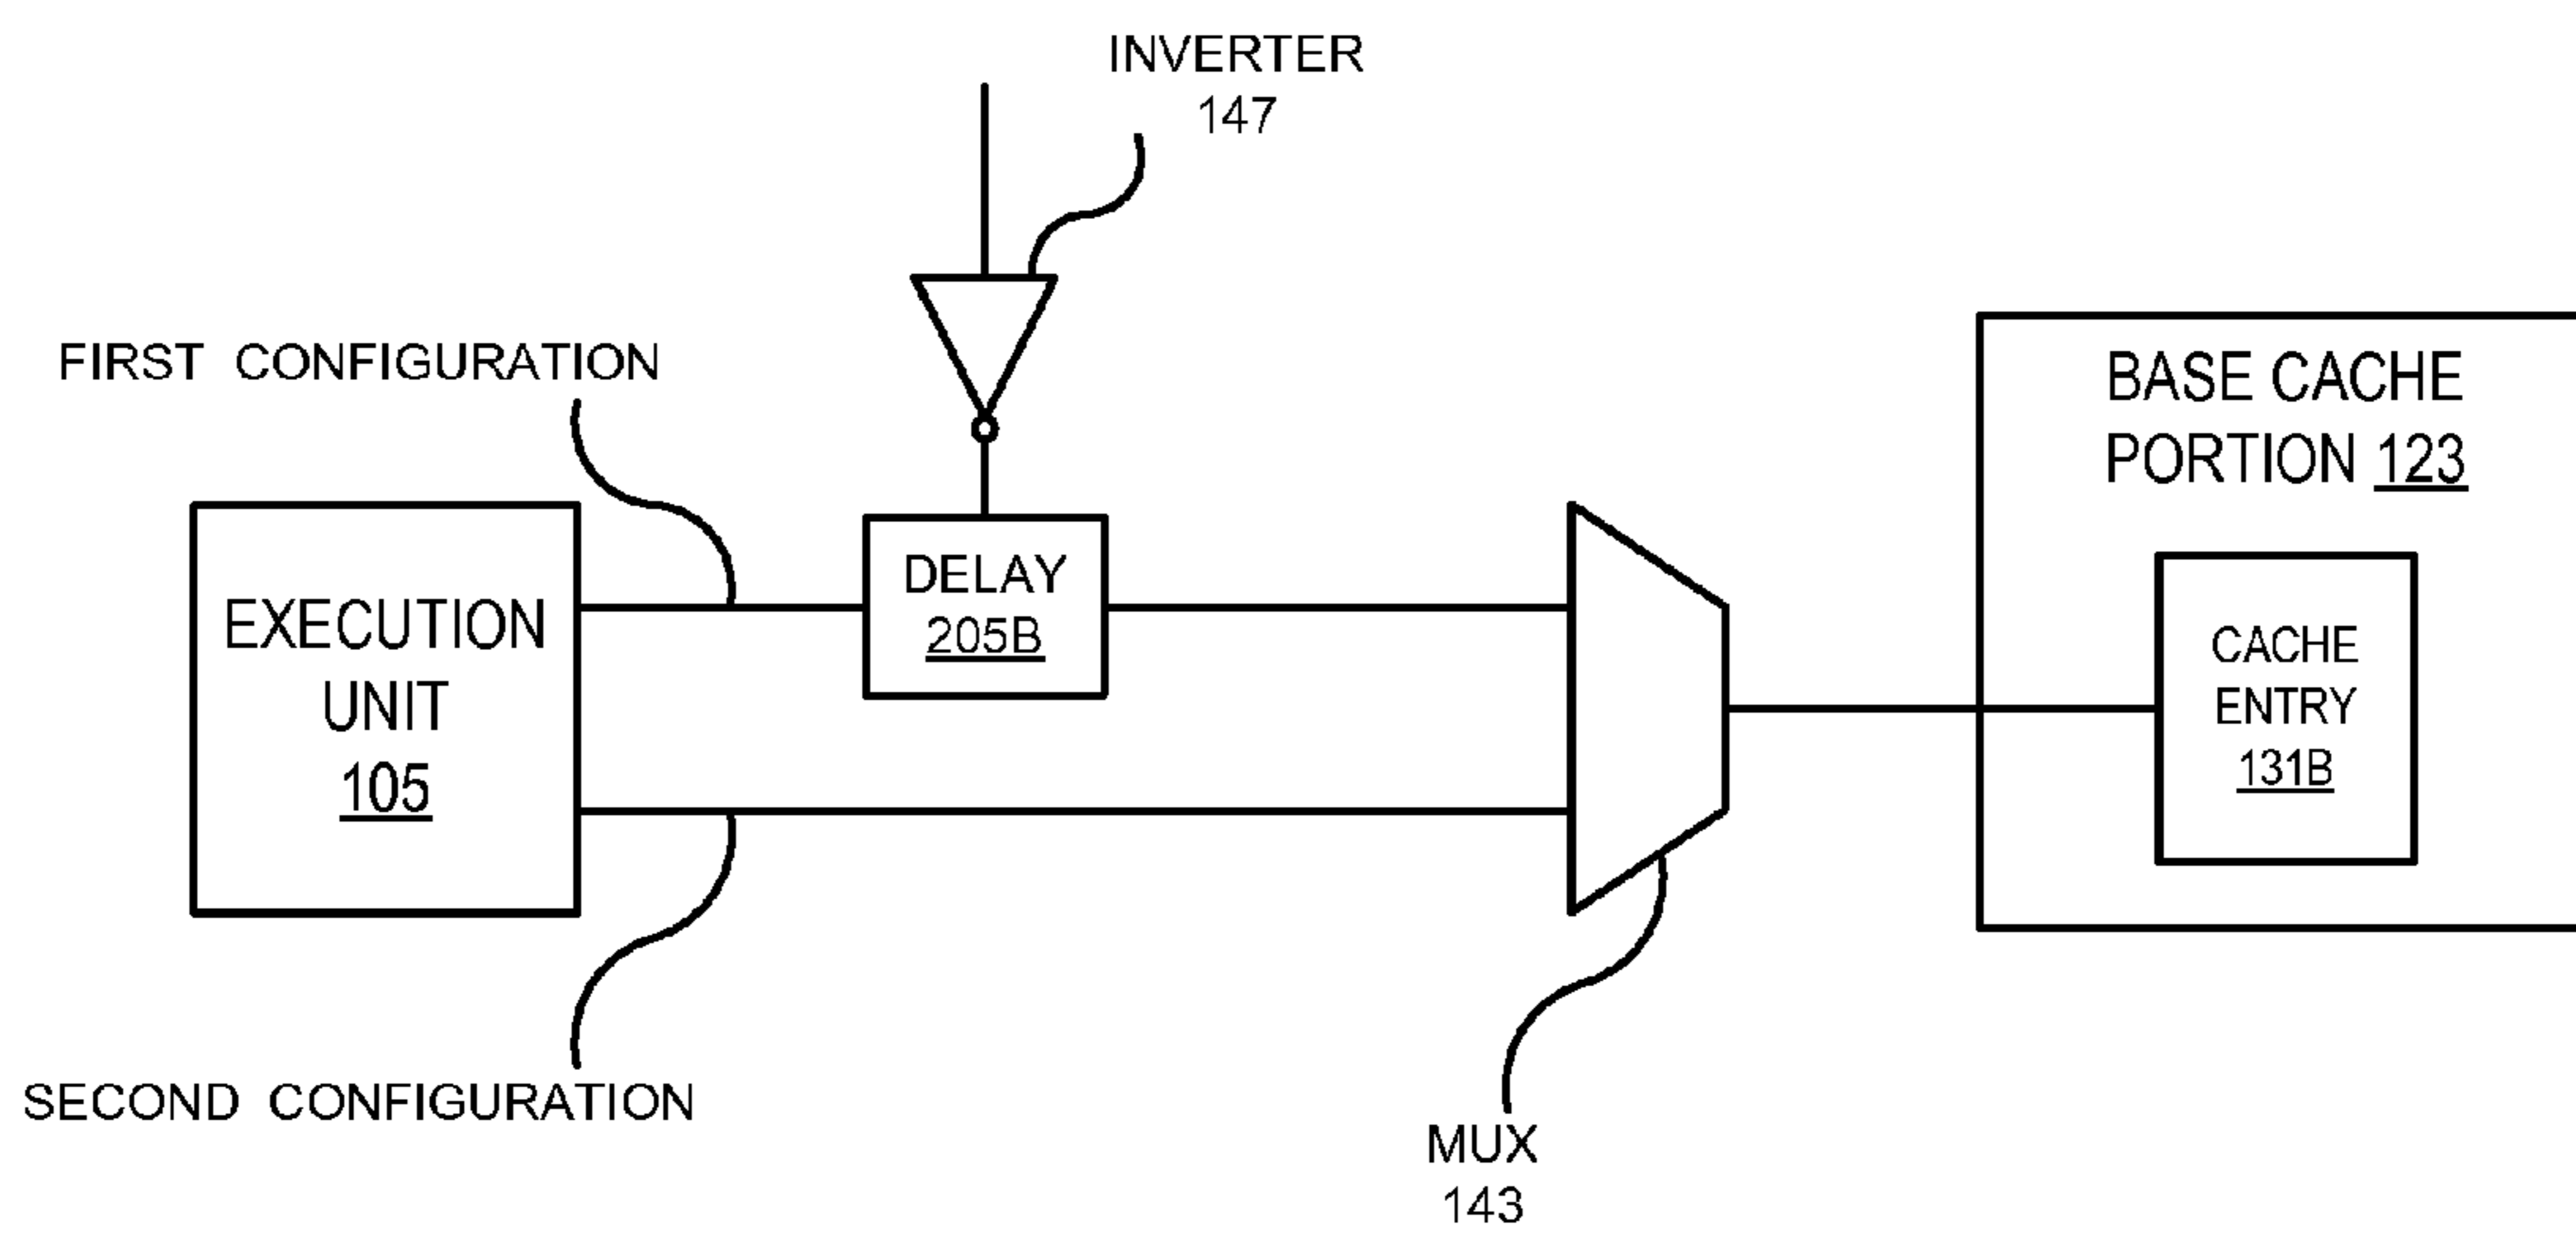 INVERTER
147
FIRST CONFIGURATION
BASE CACHE
PORTION 123
EXECUTION
UNIT
105
DELAY
205B
CACHE
ENTRY
131B
SECOND CONFIGURATION
MUX
143